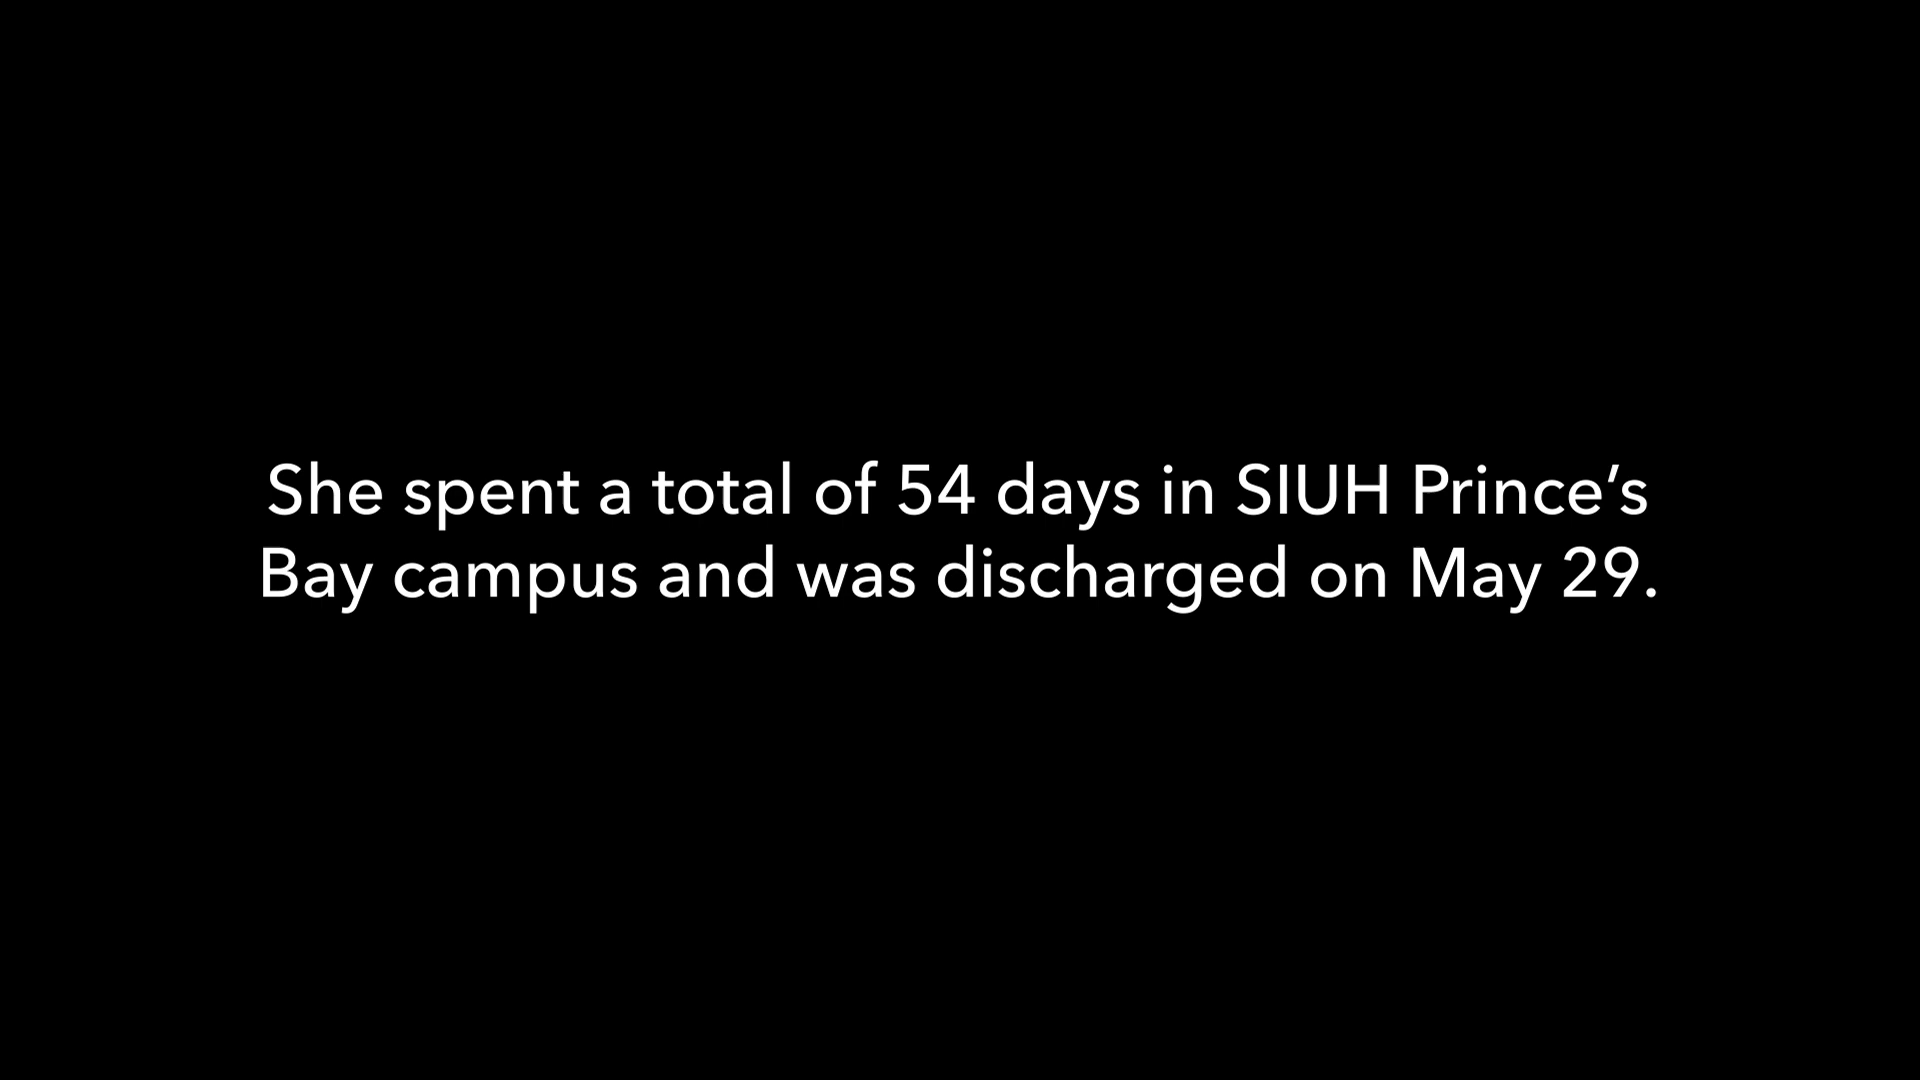 She spent a total of 54 days in SIUH Prince’s
Bay campus and was discharged on May 29.